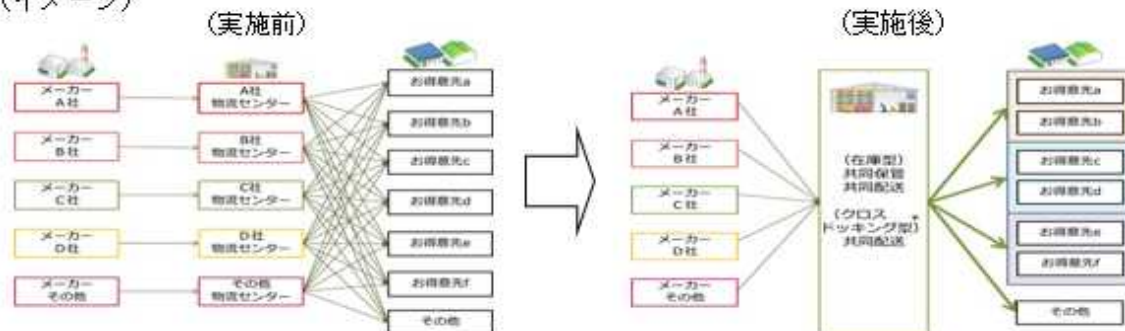 (イメージ)
(実施前)
メーカー
A社
メーカー
B社
メーカー
C社
メーカー
D社
メーカー
その他
A社
物流センター
B社
物流センター
C社
物流センター
D社
物流センター
その他
物流センター
お得意先a
お得意先b
お得意先c
お得意先d
お得意先e
お得意先f
その他
(実施後)
メーカー
A社
メーカー
B社
メーカー
C社
メーカー
D社
メーカー
その他
(在庫型)
共同保管
共同配送
+
(クロス
ドッキング型)
共同配送
お得意先a
お得意先b
お得意先c
お得意先d
お得意先e
お得意先f
その他